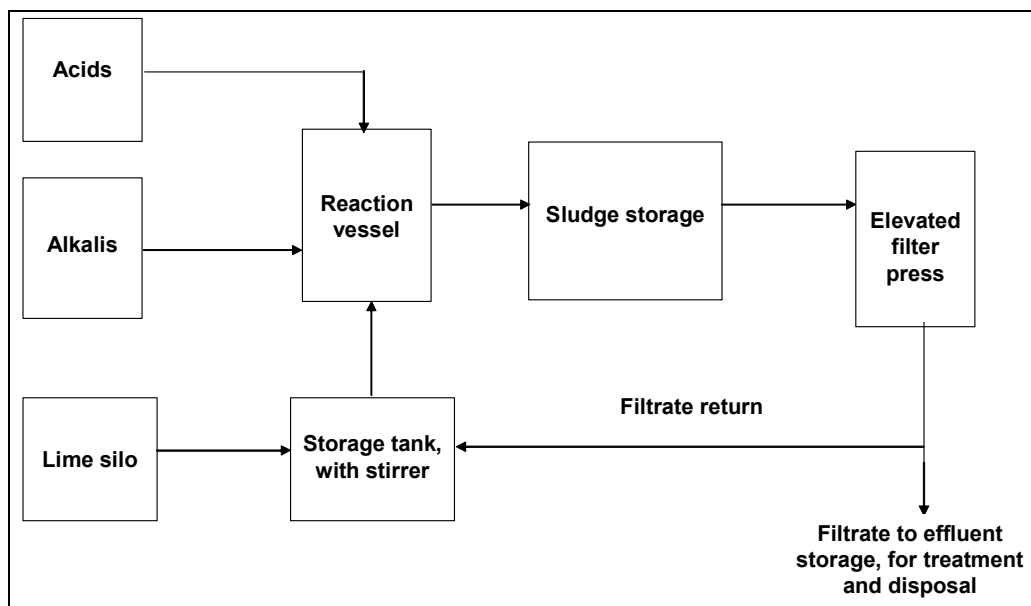 Acids
Reaction
vessel
Sludge storage
Elevated
filter
press
Alkalis
Filtrate return
Lime silo
Storage tank,
with stirrer
Filtrate to effluent
storage, for treatment
and disposal